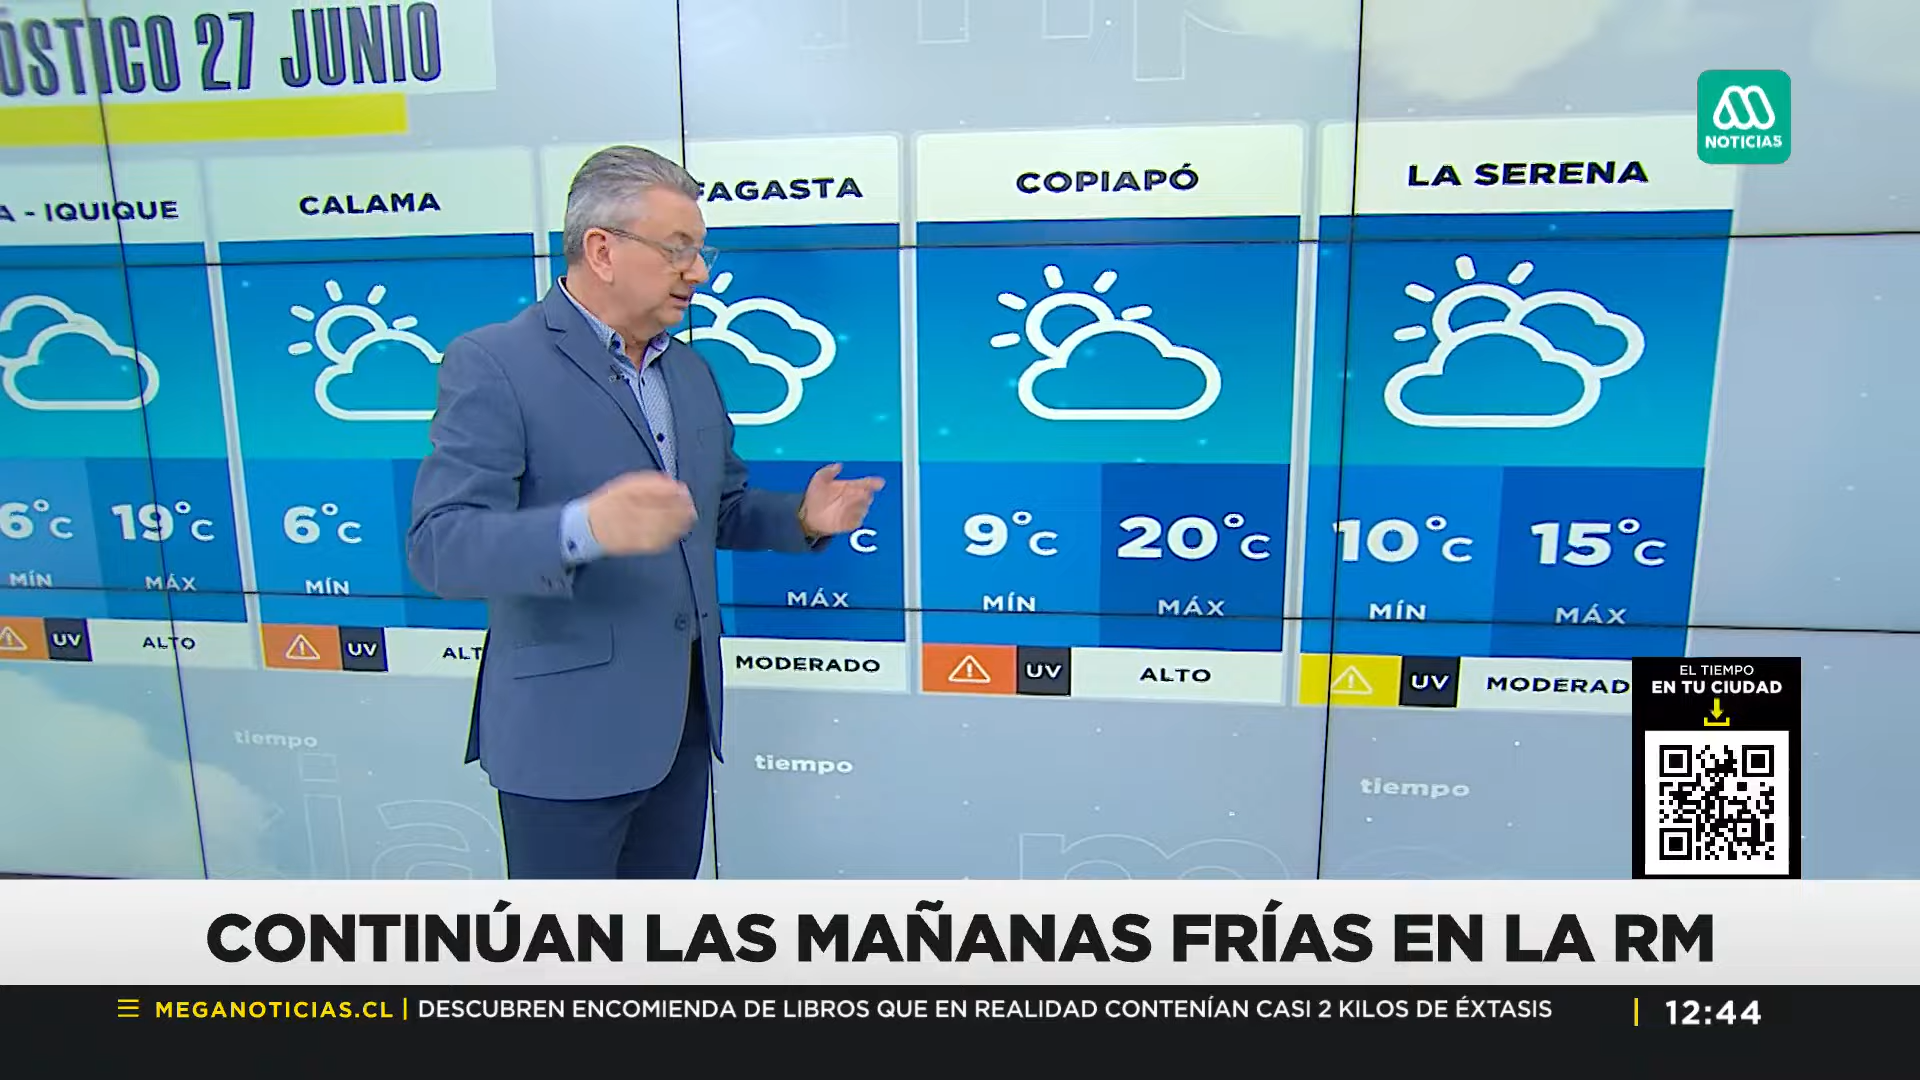 ÓSTICO 27 JUNIO
NOTICIAS
A - IQUIQUE
CALAMA
FAGASTA
COPIAPÓ
LA SERENA
6°C
19°C
MÍN
MÁX
UV
ALTO
6°C
MÍN
UV
ALT
C
MÁX
MODERADO
9°C
20°C
MÍN
MÁX
UV
ALTO
10°C
15°C
MÍN
MÁX
UV
MODERAD
EL TIEMPO
EN TU CIUDAD
tiempo
tiempo
tiempo
CONTINÚAN LAS MAÑANAS FRÍAS EN LA RM
MEGANOTICIAS.CL | DESCUBREN ENCOMIENDA DE LIBROS QUE EN REALIDAD CONTENÍAN CASI 2 KILOS DE ÉXTASIS | 12:44